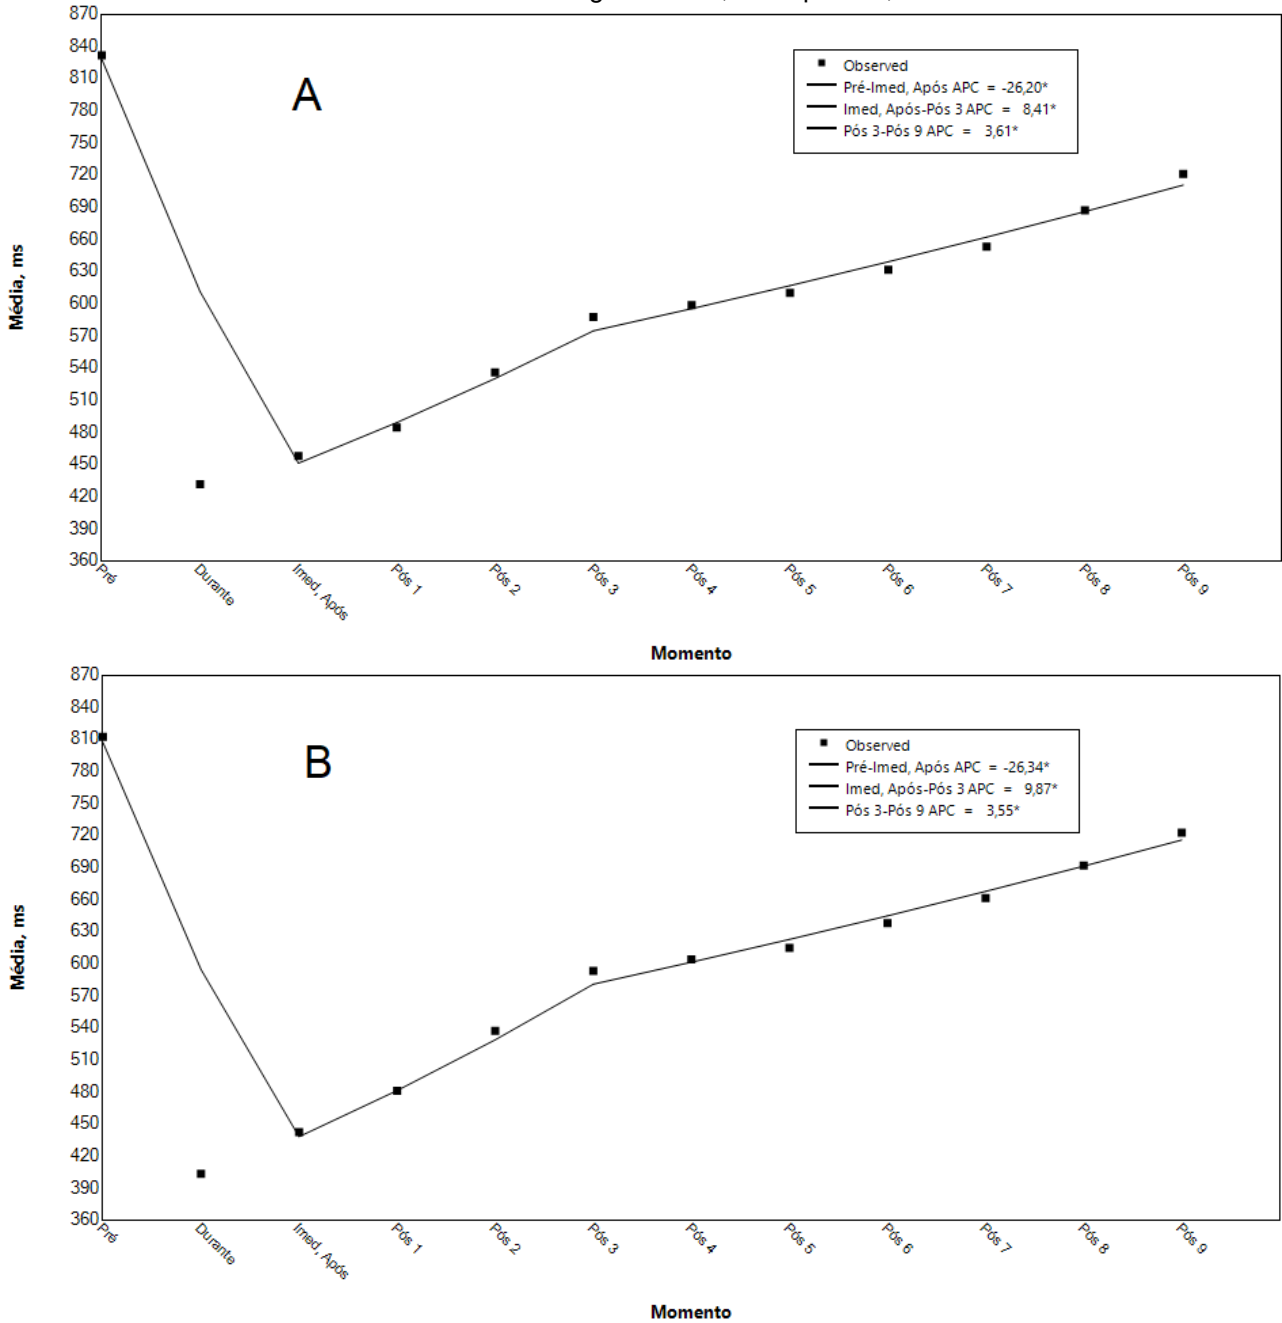 870
840
810
780
750
720
690
660
630
600
570
540
510
480
450
420
390
360
Média, ms
A
Observed
Pré-Imed, Após APC = -26,20*
Imed, Após-Pós 3 APC = 8,41*
Pós 3-Pós 9 APC = 3,61*
Pré
Durante
Imed, Após
Pós 1
Pós 2
Pós 3
Pós 4
Pós 5
Pós 6
Pós 7
Pós 8
Pós 9
Momento
870
840
810
780
750
720
690
660
630
600
570
540
510
480
450
420
390
360
Média, ms
B
Observed
Pré-Imed, Após APC = -26,34*
Imed, Após-Pós 3 APC = 9,87*
Pós 3-Pós 9 APC = 3,55*
Pré
Durante
Imed, Após
Pós 1
Pós 2
Pós 3
Pós 4
Pós 5
Pós 6
Pós 7
Pós 8
Pós 9
Momento